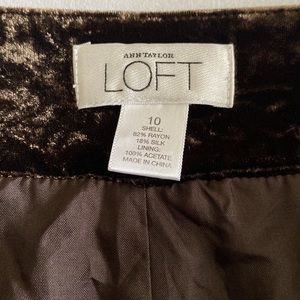 ANN TAYLOR
LOFT
10
SHELL:
82% RAYON
18% SILK
LINING:
100% ACETATE
MADE IN CHINA